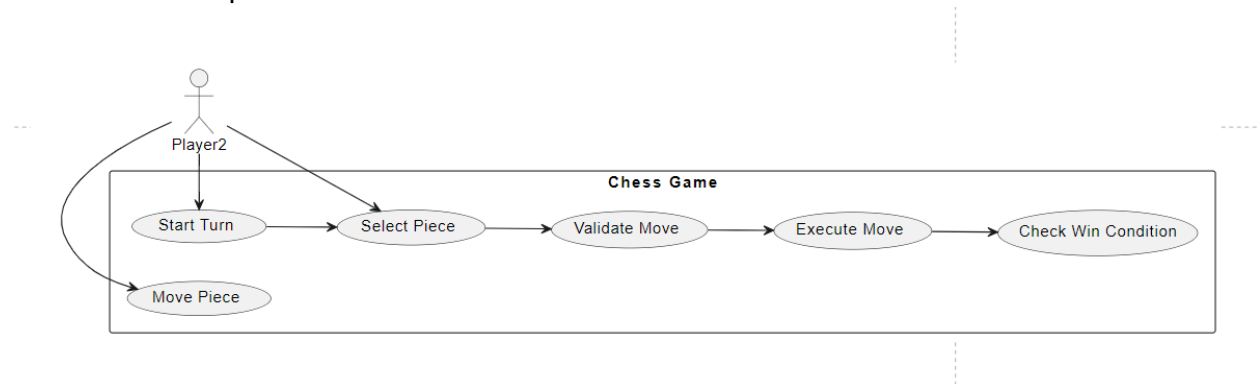 Player2
Chess Game
Start Turn
Select Piece
Validate Move
Execute Move
Check Win Condition
Move Piece